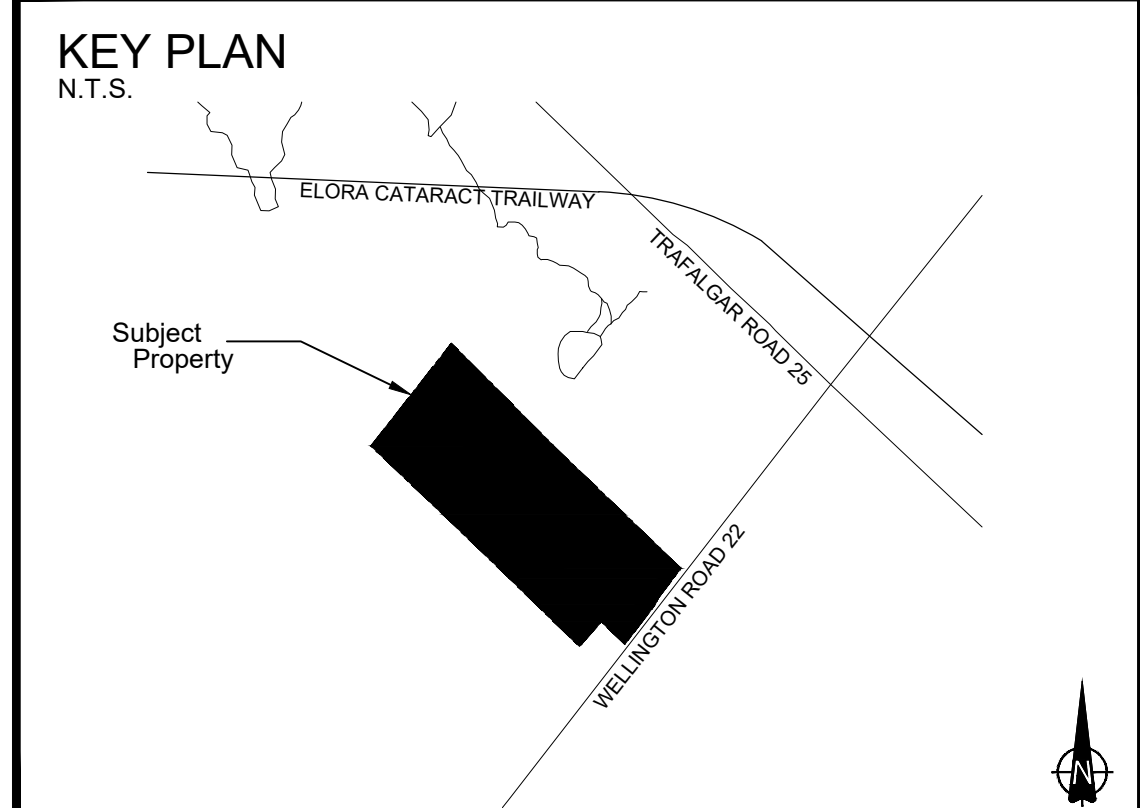 KEY PLAN
N.T.S.
ELORA CATARACT TRAILWAY
TRAFALGAR ROAD 25
Subject
Property
WELLINGTON ROAD 22
N